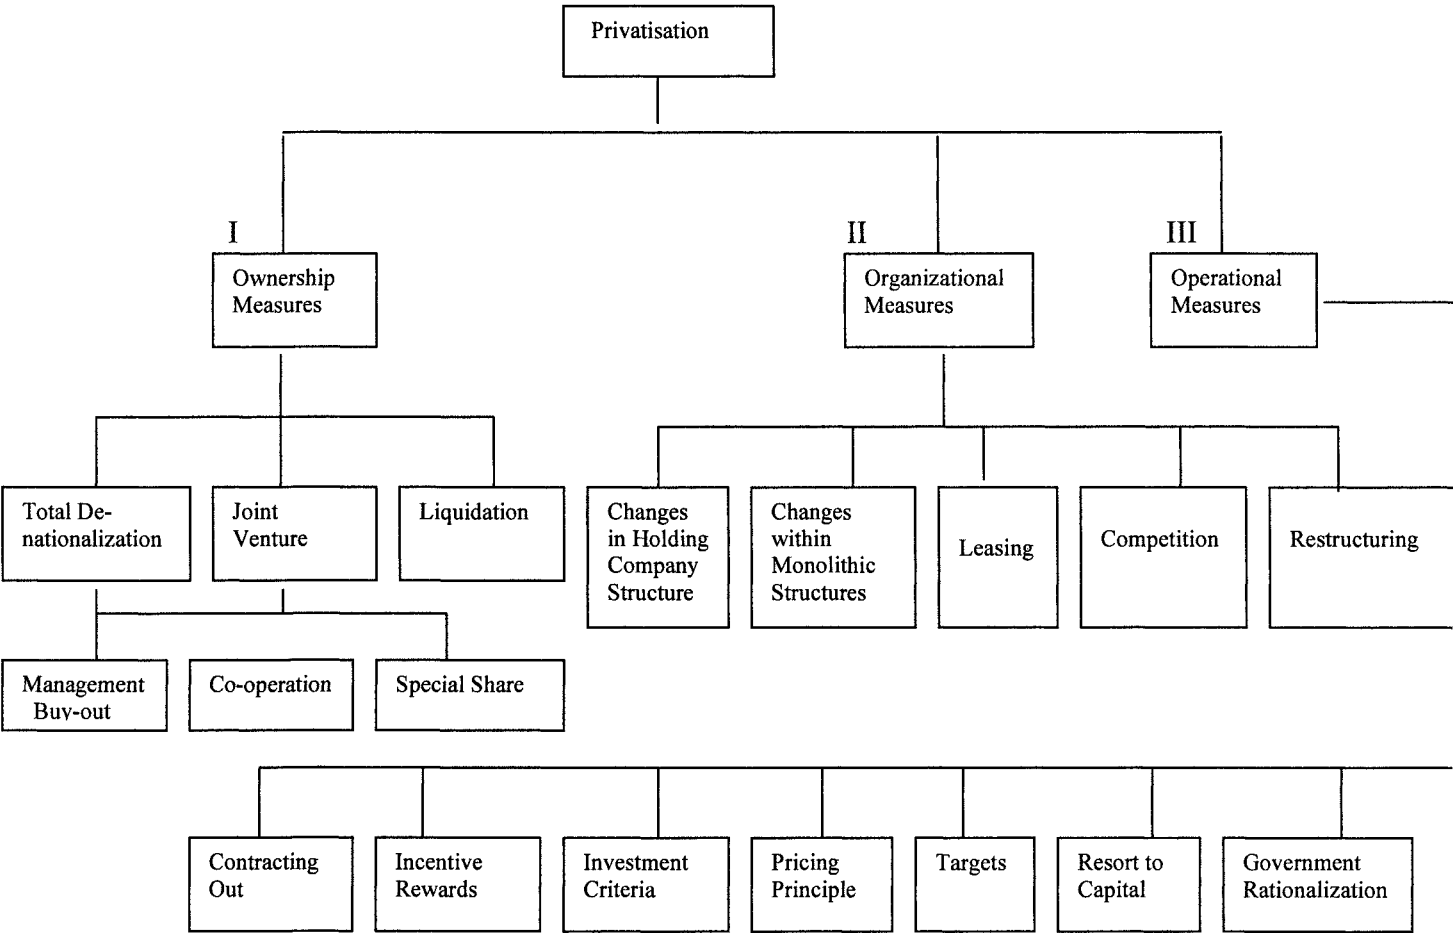 Privatisation
I
II
III
Ownership
Measures
Organizational
Measures
Operational
Measures
Total De-
nationalization
Joint
Venture
Liquidation
Changes
in Holding
Company
Structure
Changes
within
Monolithic
Structures
Leasing
Competition
Restructuring
Management
Buy-out
Co-operation
Special Share
Contracting
Out
Incentive
Rewards
Investment
Criteria
Pricing
Principle
Targets
Resort to
Capital
Government
Rationalization